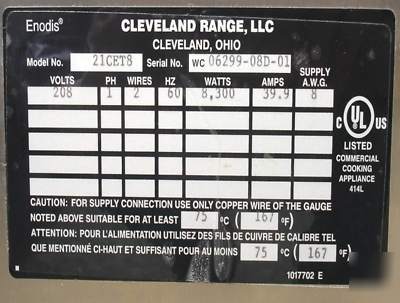 Enodis® CLEVELAND RANGE, LLC
CLEVELAND, OHIO
Model No. 21CET8 Serial No. WC 06299-08D-01
VOLTS PH WIRES HZ WATTS AMPS SUPPLY A.W.G.
208 1 2 60 8,300 39.9 8
C UL US
®
LISTED
COMMERCIAL
COOKING
APPLIANCE
414L
CAUTION: FOR SUPPLY CONNECTION USE ONLY COPPER WIRE OF THE GAUGE
NOTED ABOVE SUITABLE FOR AT LEAST 75 °C ( 167 °F)
ATTENTION: POUR L'ALIMENTATION UTILISEZ DES FILS DE CUIVRE DE CALIBRE TEL
QUE MENTIONNÉ CI-HAUT ET SUFFISANT POUR AU MOINS 75 °C ( 167 °F)
1017702 E